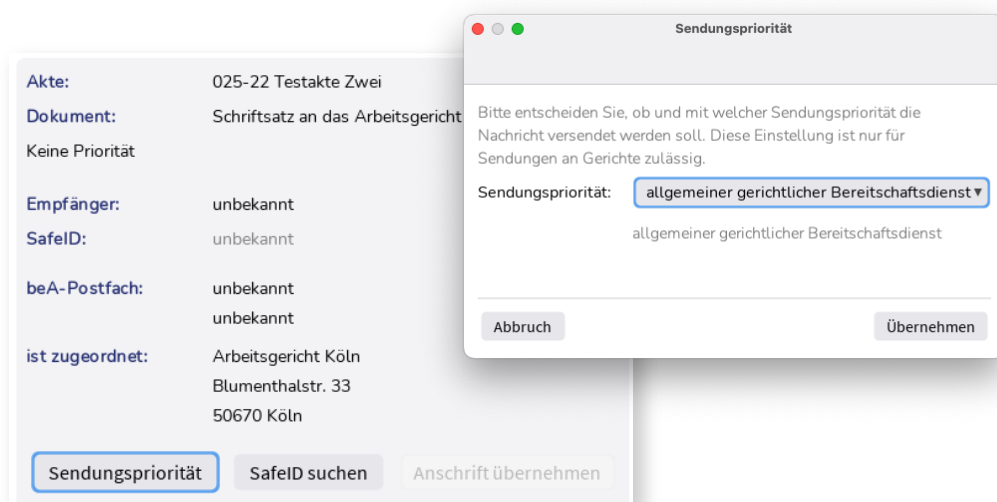 Sendungspriorität
Akte: 025-22 Testakte Zwei
Dokument: Schriftsatz an das Arbeitsgericht
Keine Priorität
Empfänger: unbekannt
SafeID: unbekannt
beA-Postfach: unbekannt
unbekannt
ist zugeordnet: Arbeitsgericht Köln
Blumenthalstr. 33
50670 Köln
Sendungspriorität SafeID suchen Anschrift übernehmen
Bitte entscheiden Sie, ob und mit welcher Sendungspriorität die
Nachricht versendet werden soll. Diese Einstellung ist nur für
Sendungen an Gerichte zulässig.
Sendungspriorität: allgemeiner gerichtlicher Bereitschaftsdienst
allgemeiner gerichtlicher Bereitschaftsdienst
Abbruch Übernehmen